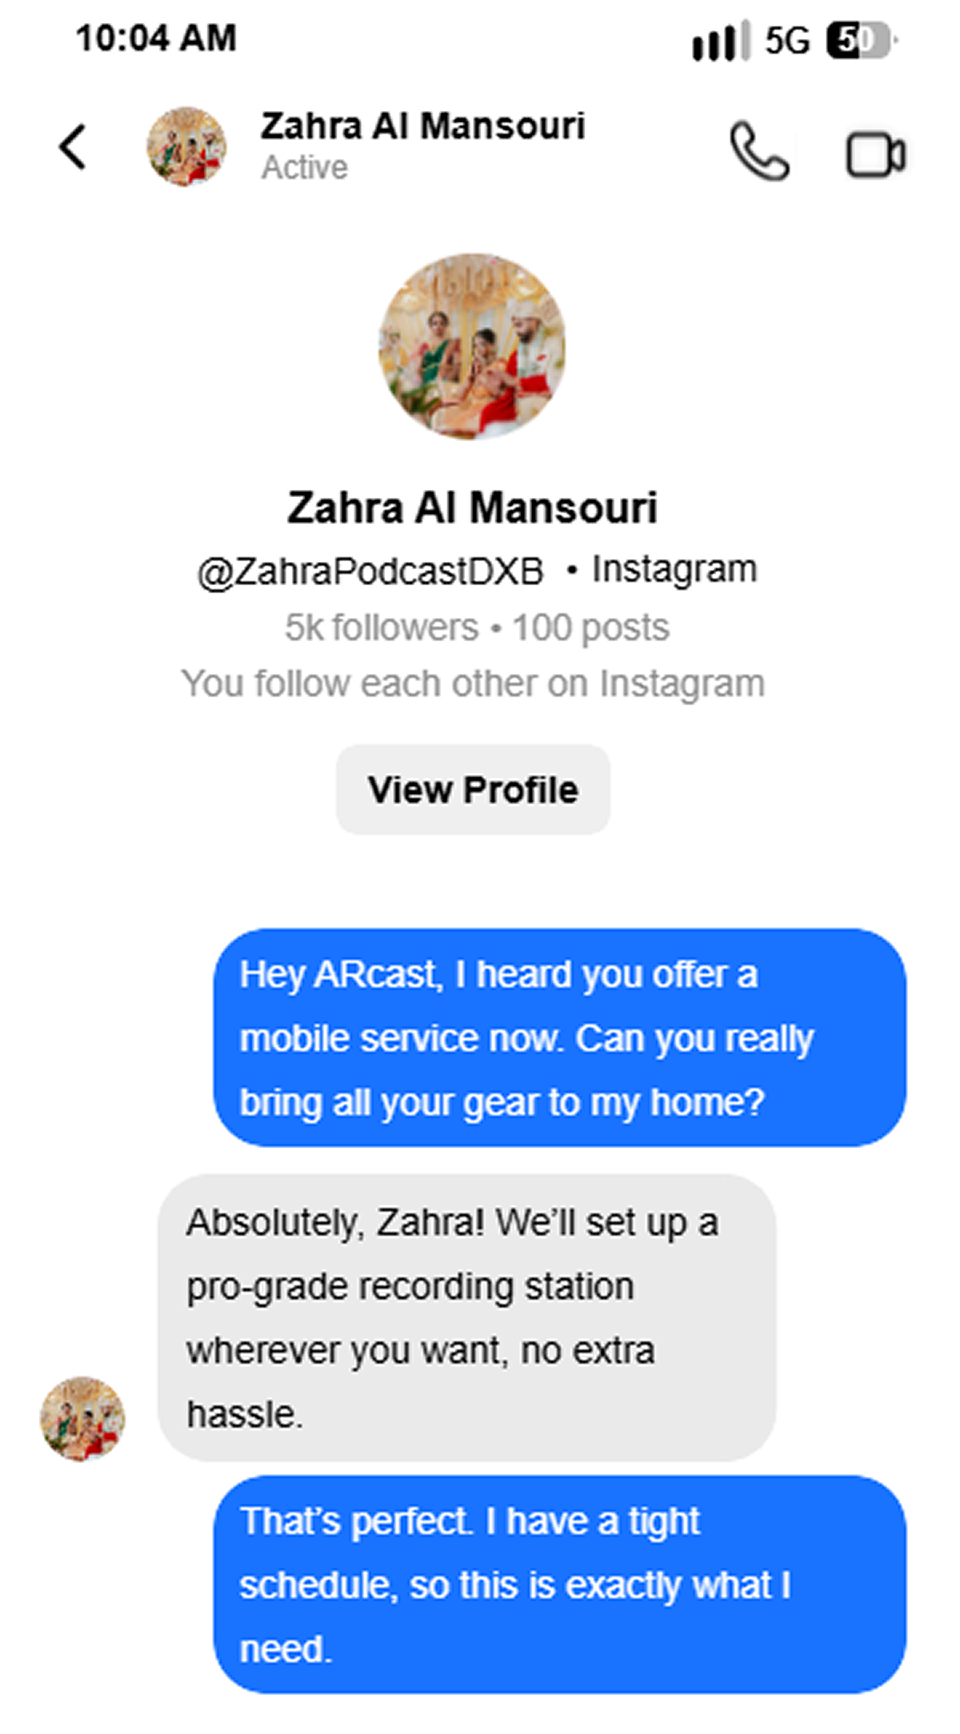 10:04 AM
5G 50
Zahra Al Mansouri
Active
Zahra Al Mansouri
@ZahraPodcastDXB • Instagram
5k followers • 100 posts
You follow each other on Instagram
View Profile
Hey ARcast, I heard you offer a
mobile service now. Can you really
bring all your gear to my home?
Absolutely, Zahra! We’ll set up a
pro-grade recording station
wherever you want, no extra
hassle.
That’s perfect. I have a tight
schedule, so this is exactly what I
need.